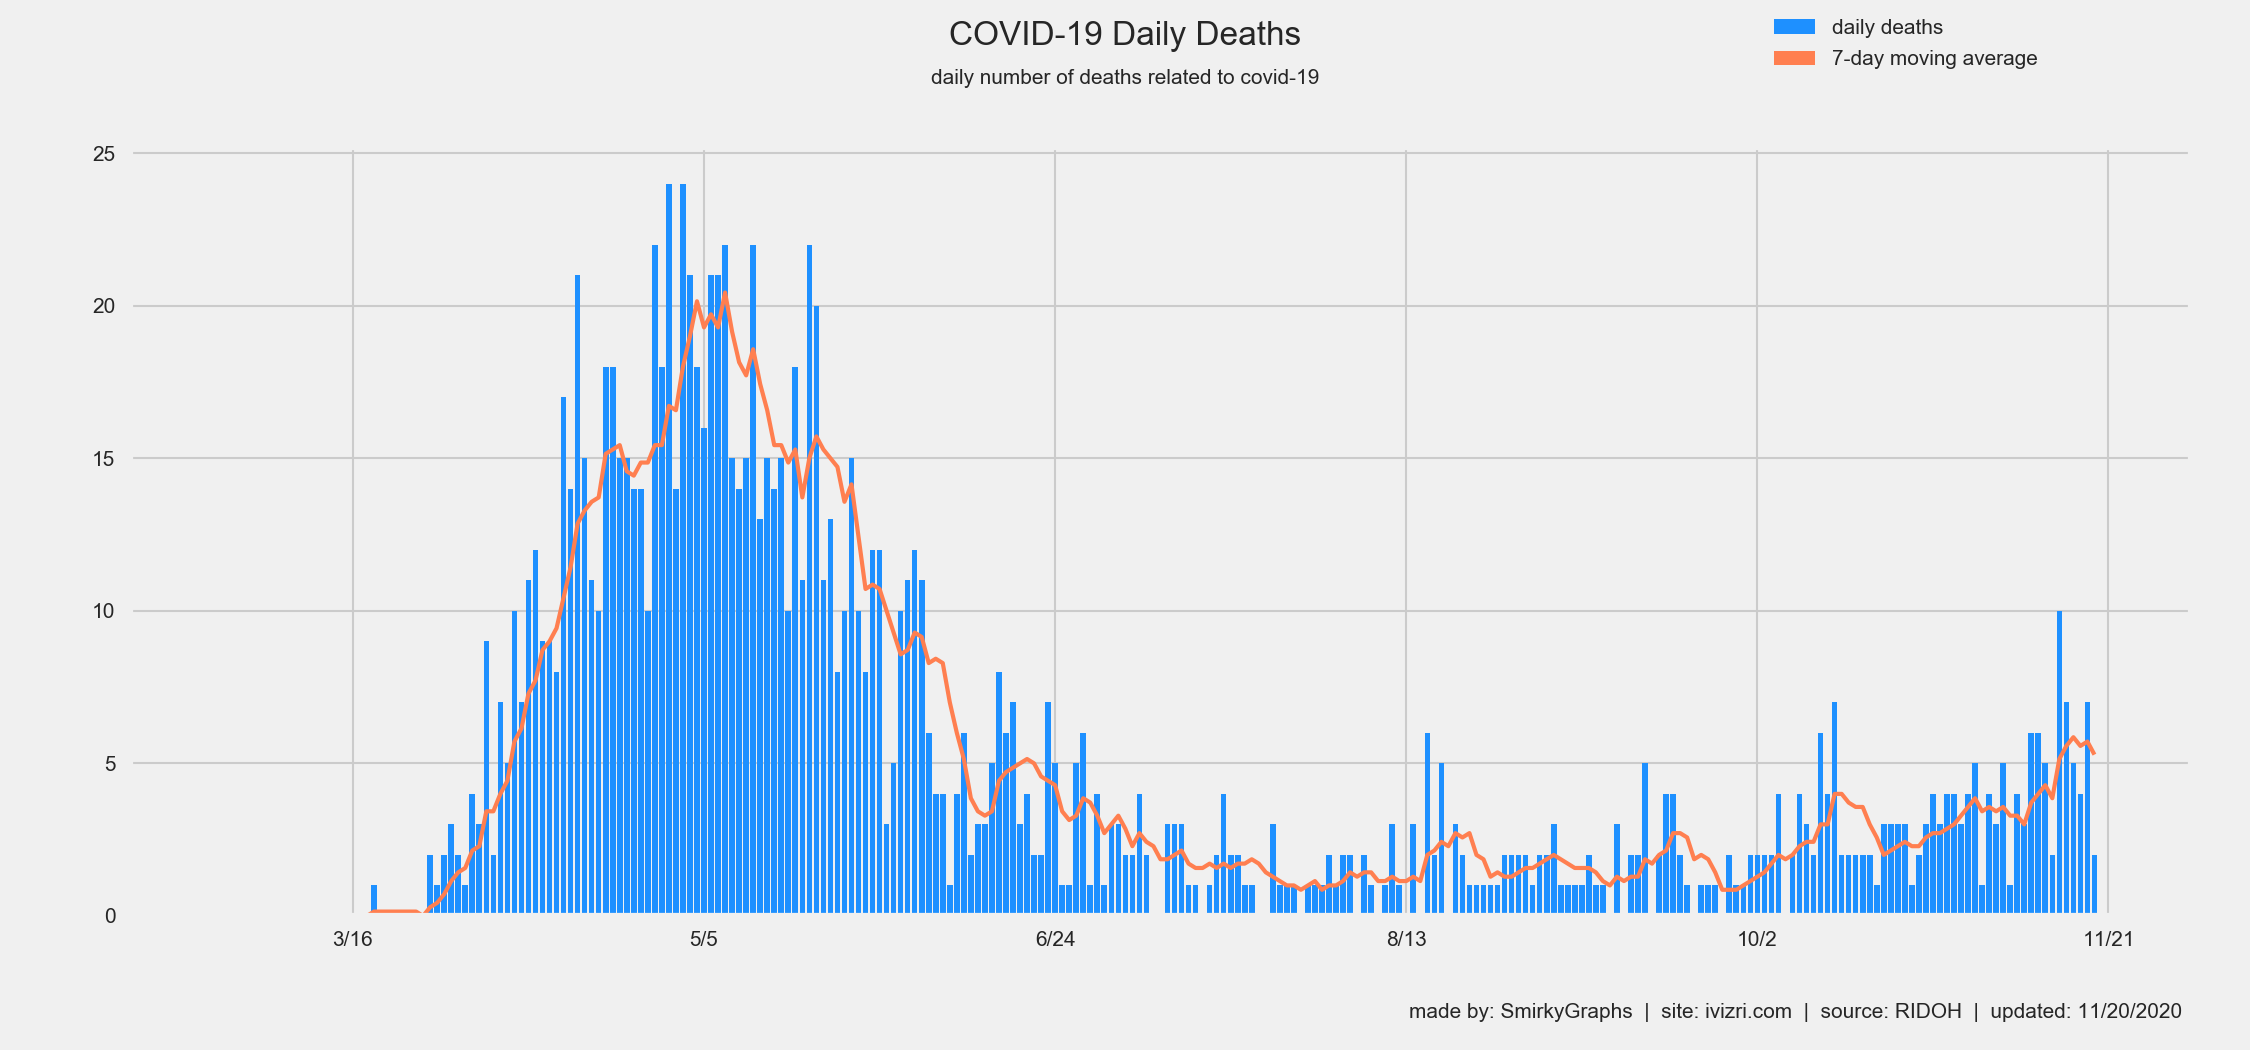 COVID-19 Daily Deaths
daily number of deaths related to covid-19
daily deaths
7-day moving average
25
20
15
10
5
0
3/16 5/5 6/24 8/13 10/2 11/21
made by: SmirkyGraphs | site: ivizri.com | source: RIDOH | updated: 11/20/2020